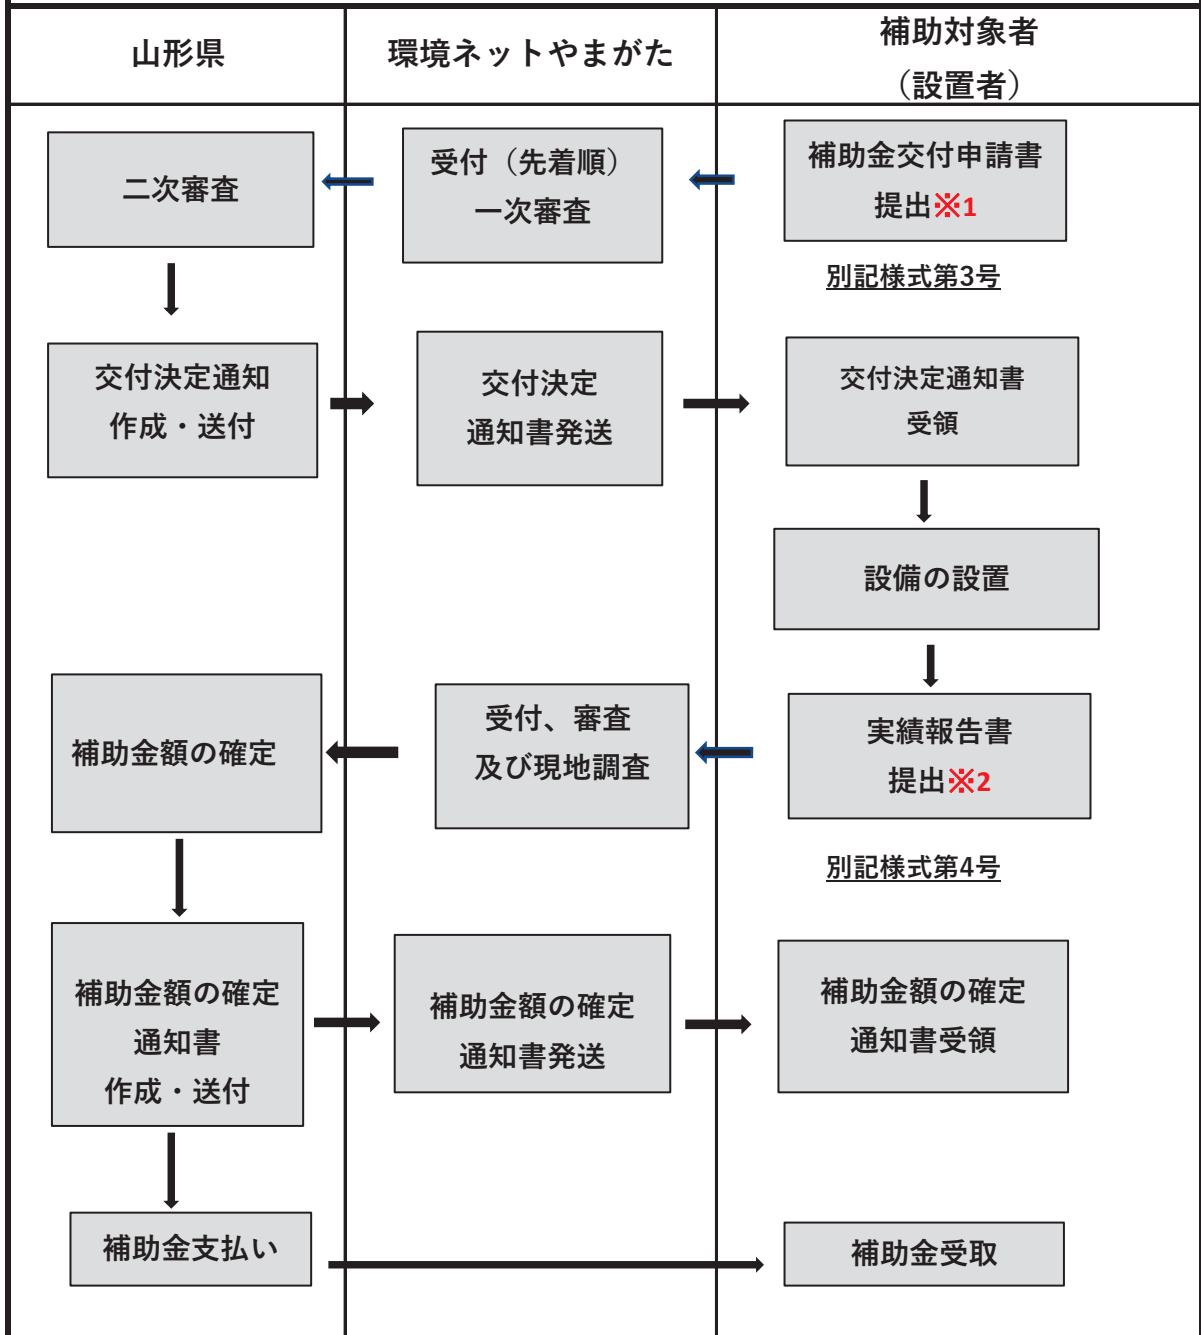 山形県
環境ネットやまがた
補助対象者
（設置者）
補助金交付申請書
提出※1
別記様式第3号
受付（先着順）
一次審査
二次審査
交付決定通知
作成・送付
交付決定
通知書発送
交付決定通知書
受領
設備の設置
実績報告書
提出※2
別記様式第4号
受付、審査
及び現地調査
補助金額の確定
補助金額の確定
通知書
作成・送付
補助金額の確定
通知書発送
補助金額の確定
通知書受領
補助金支払い
補助金受取